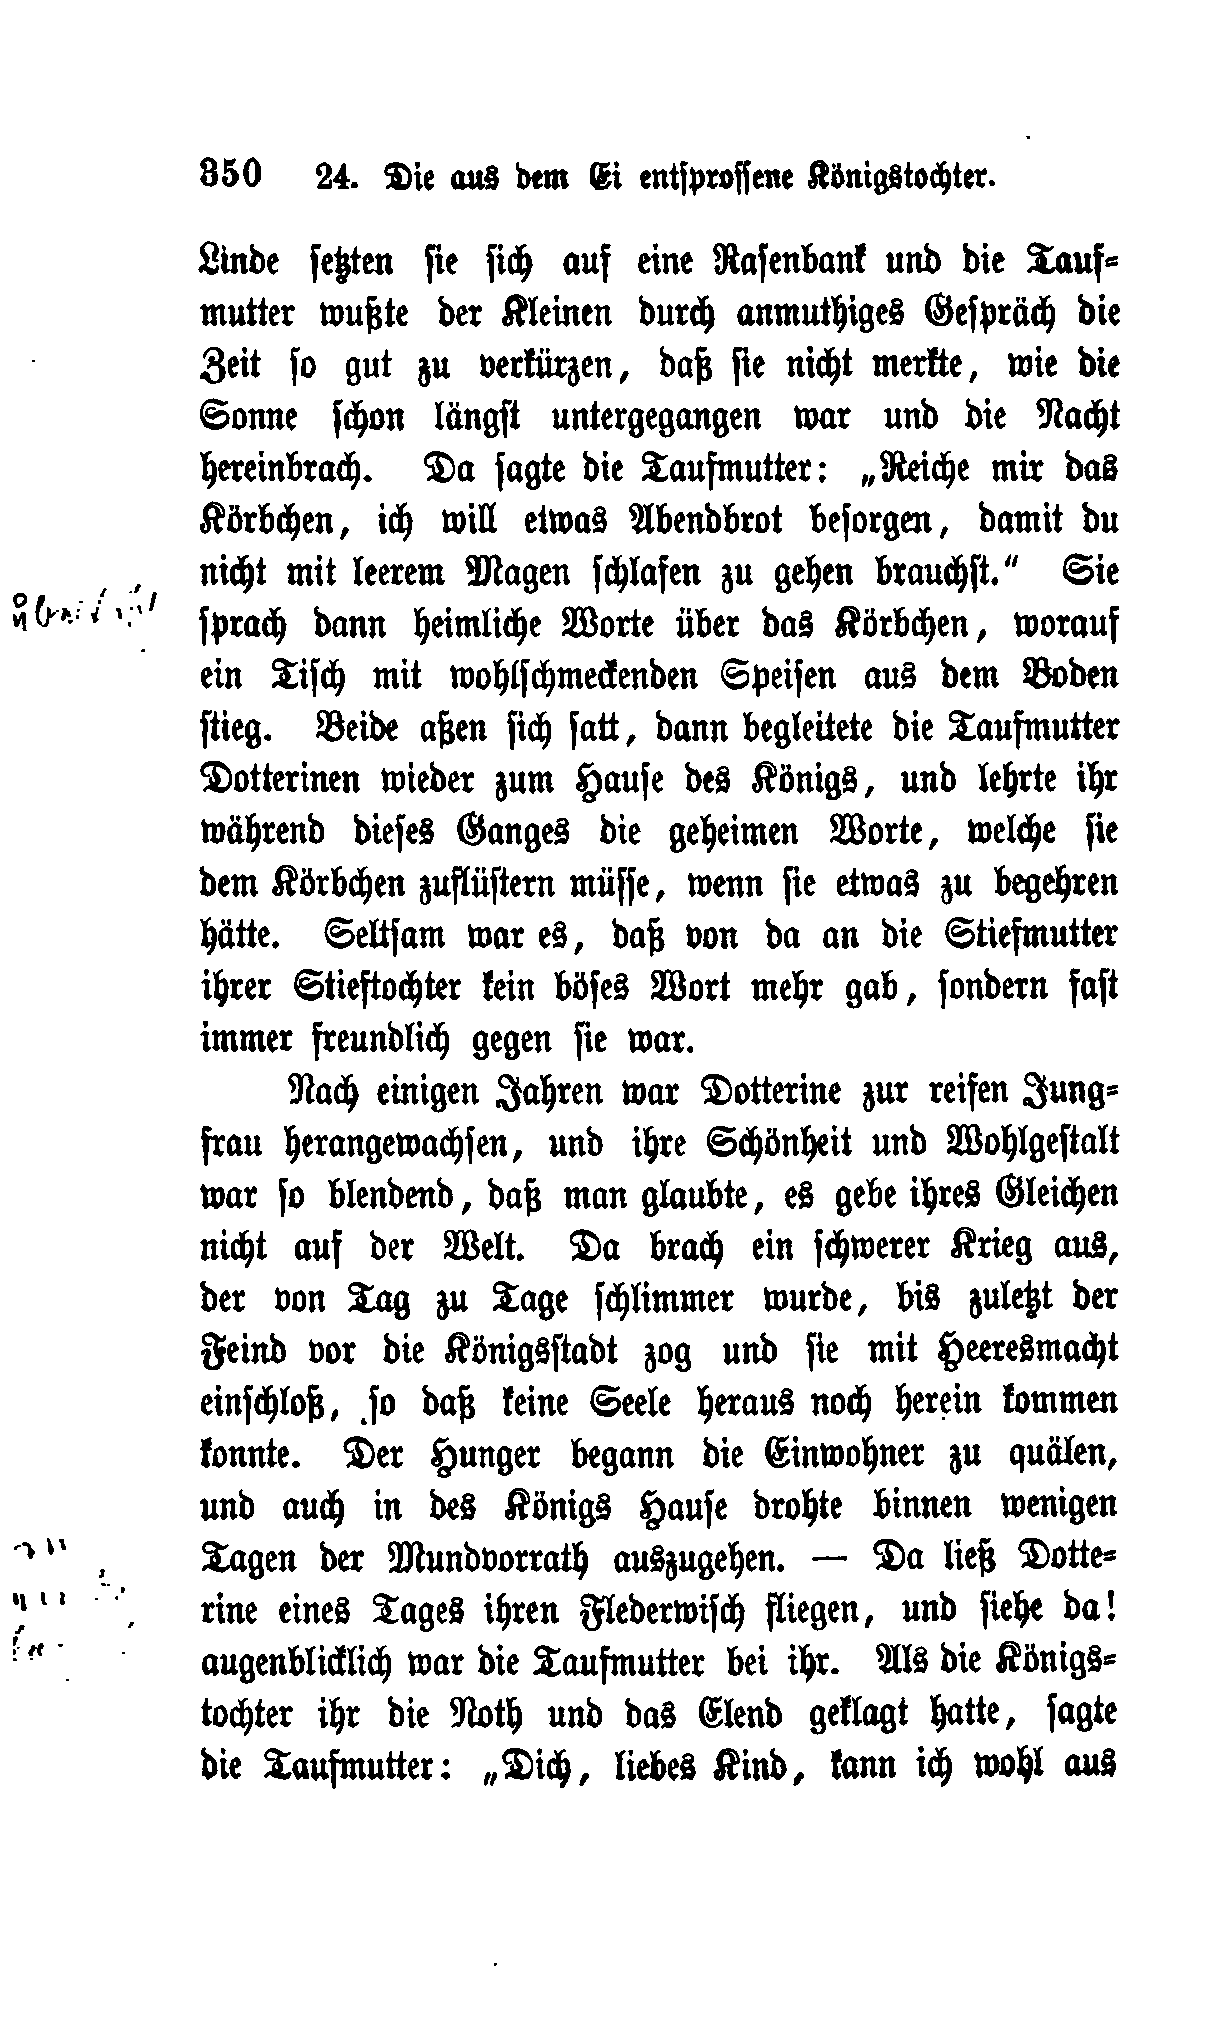 350 24. Die aus dem Ei entsprossene Königstochter.
Linde setzten sie sich auf eine Rasenbank und die Tauf-
mutter wußte der Kleinen durch anmuthiges Gespräch die
Zeit so gut zu verkürzen, daß sie nicht merkte, wie die
Sonne schon längst untergegangen war und die Nacht
hereinbrach. Da sagte die Taufmutter: „Reiche mir das
Körbchen, ich will etwas Abendbrot besorgen, damit du
nicht mit leerem Magen schlafen zu gehen brauchst.“ Sie
sprach dann heimliche Worte über das Körbchen, worauf
ein Tisch mit wohlschmeckenden Speisen aus dem Boden
stieg. Beide aßen sich satt, dann begleitete die Taufmutter
Dotterinen wieder zum Hause des Königs, und lehrte ihr
während dieses Ganges die geheimen Worte, welche sie
dem Körbchen zuflüstern müsse, wenn sie etwas zu begehren
hätte. Seltsam war es, daß von da an die Stiefmutter
ihrer Stieftochter kein böses Wort mehr gab, sondern fast
immer freundlich gegen sie war.
Nach einigen Jahren war Dotterine zur reifen Jung-
frau herangewachsen, und ihre Schönheit und Wohlgestalt
war so blendend, daß man glaubte, es gebe ihres Gleichen
nicht auf der Welt. Da brach ein schwerer Krieg aus,
der von Tag zu Tage schlimmer wurde, bis zuletzt der
Feind vor die Königsstadt zog und sie mit Heeresmacht
einschloß, so daß keine Seele heraus noch herein kommen
konnte. Der Hunger begann die Einwohner zu quälen,
und auch in des Königs Hause drohte binnen wenigen
Tagen der Mundvorrath auszugehen. — Da ließ Dotte-
rine eines Tages ihren Flederwisch fliegen, und siehe da!
augenblicklich war die Taufmutter bei ihr. Als die Königs-
tochter ihr die Noth und das Elend geklagt hatte, sagte
die Taufmutter: „Dich, liebes Kind, kann ich wohl aus